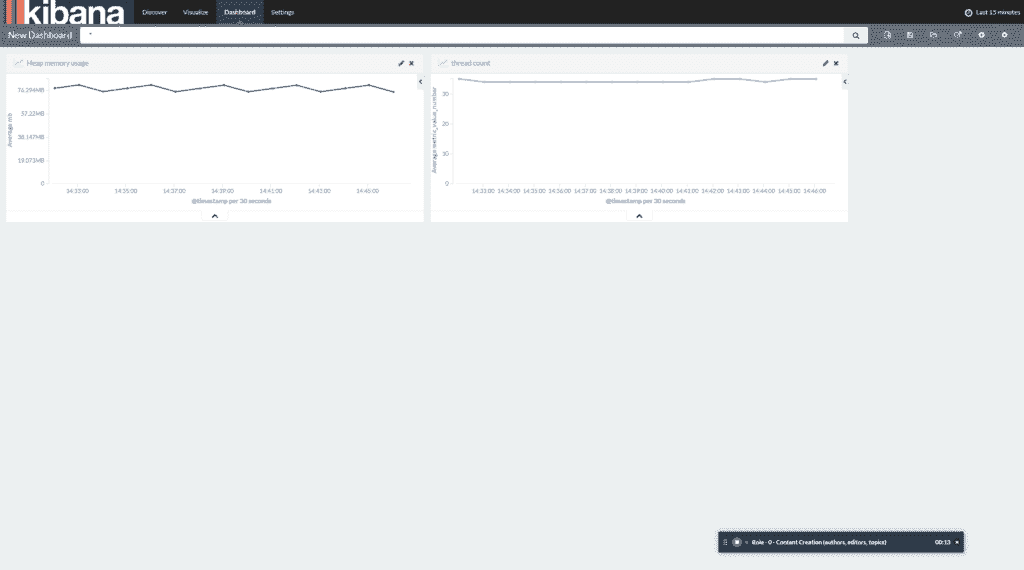 kibana
Discover Visualize Dashboard Settings
Last 15 minutes
New Dashboard
*
Heap memory usage
Average mb
76.294MB
57.22MB
38.147MB
19.073MB
0
14:33:00 14:35:00 14:37:00 14:39:00 14:41:00 14:43:00 14:45:00
@timestamp per 30 seconds
thread count
Average metric_value_number
30
20
10
0
14:33:00 14:34:00 14:35:00 14:36:00 14:37:00 14:38:00 14:39:00 14:40:00 14:41:00 14:42:00 14:43:00 14:44:00 14:45:00 14:46:00
@timestamp per 30 seconds
Role - 0 - Content Creation (authors, editors, topics)
00:13